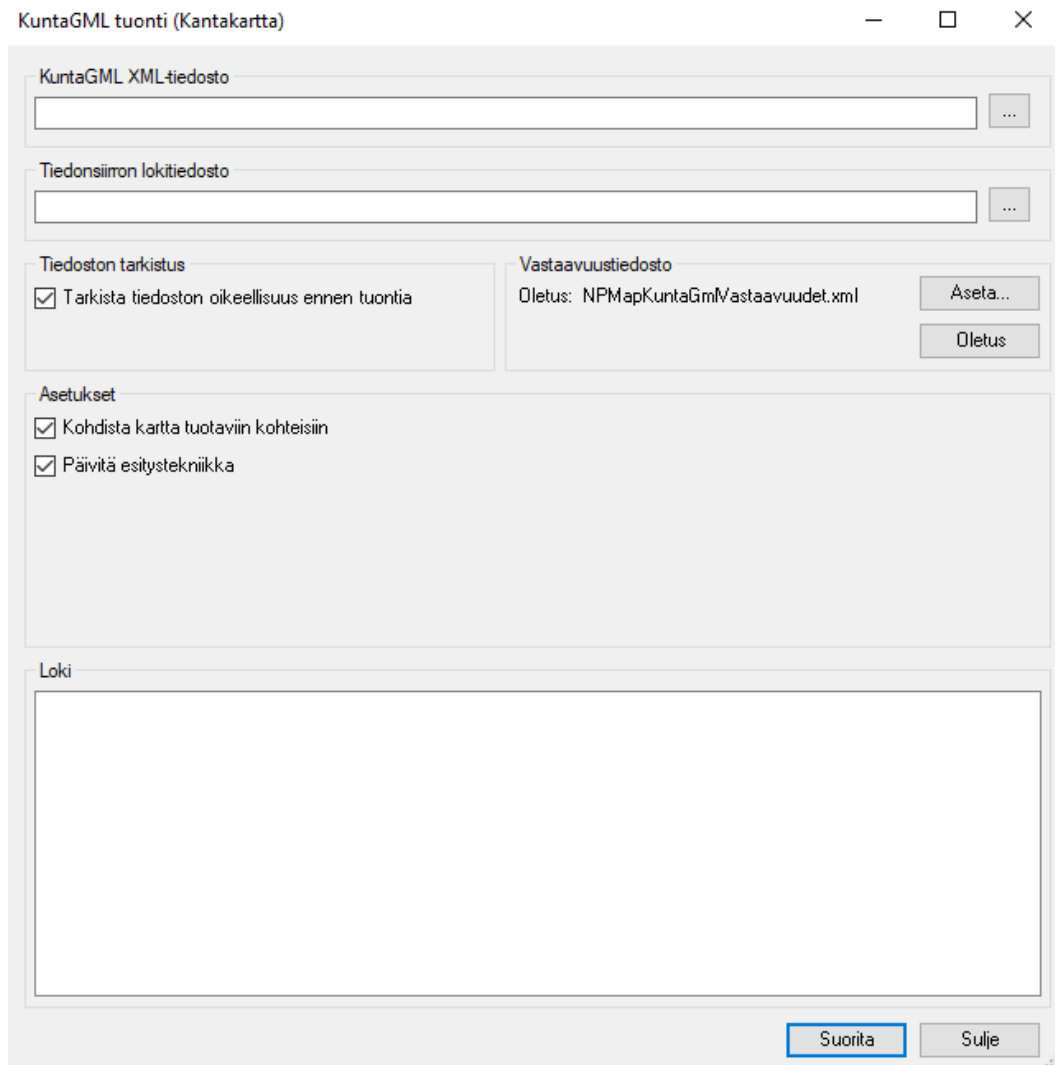 KuntaGML tuonti (Kantakartta)
KuntaGML XML-tiedosto
...
Tiedonsiirron lokitiedosto
...
Tiedoston tarkistus
Tarkista tiedoston oikeellisuus ennen tuontia
Vastaavuustiedosto
Oletus: NPMapKuntaGmlVastaavuudet.xml
Aseta...
Oletus
Asetukset
Kohdista kartta tuotaviin kohteisiin
Päivitä esitystekniikka
Loki
Suorita
Sulje